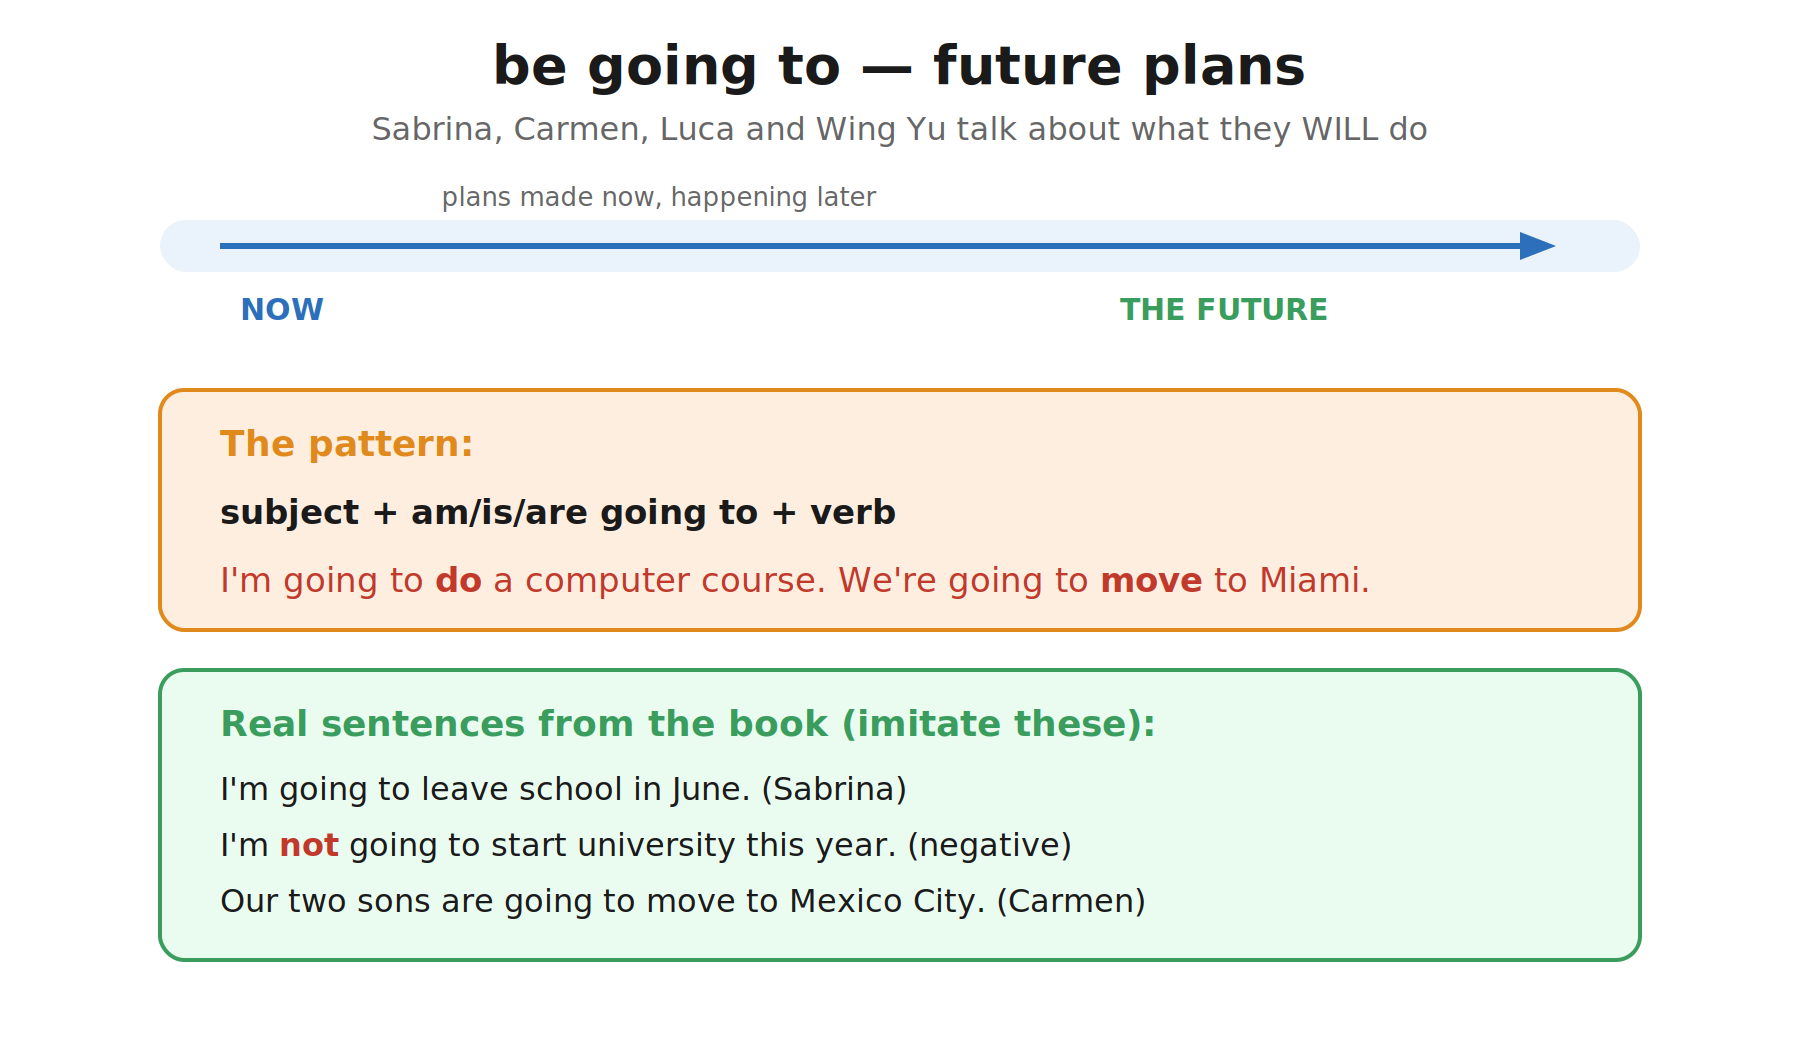 be going to — future plans
Sabrina, Carmen, Luca and Wing Yu talk about what they WILL do
plans made now, happening later
NOW
THE FUTURE
The pattern:
subject + am/is/are going to + verb
I'm going to do a computer course. We're going to move to Miami.
Real sentences from the book (imitate these):
I'm going to leave school in June. (Sabrina)
I'm not going to start university this year. (negative)
Our two sons are going to move to Mexico City. (Carmen)